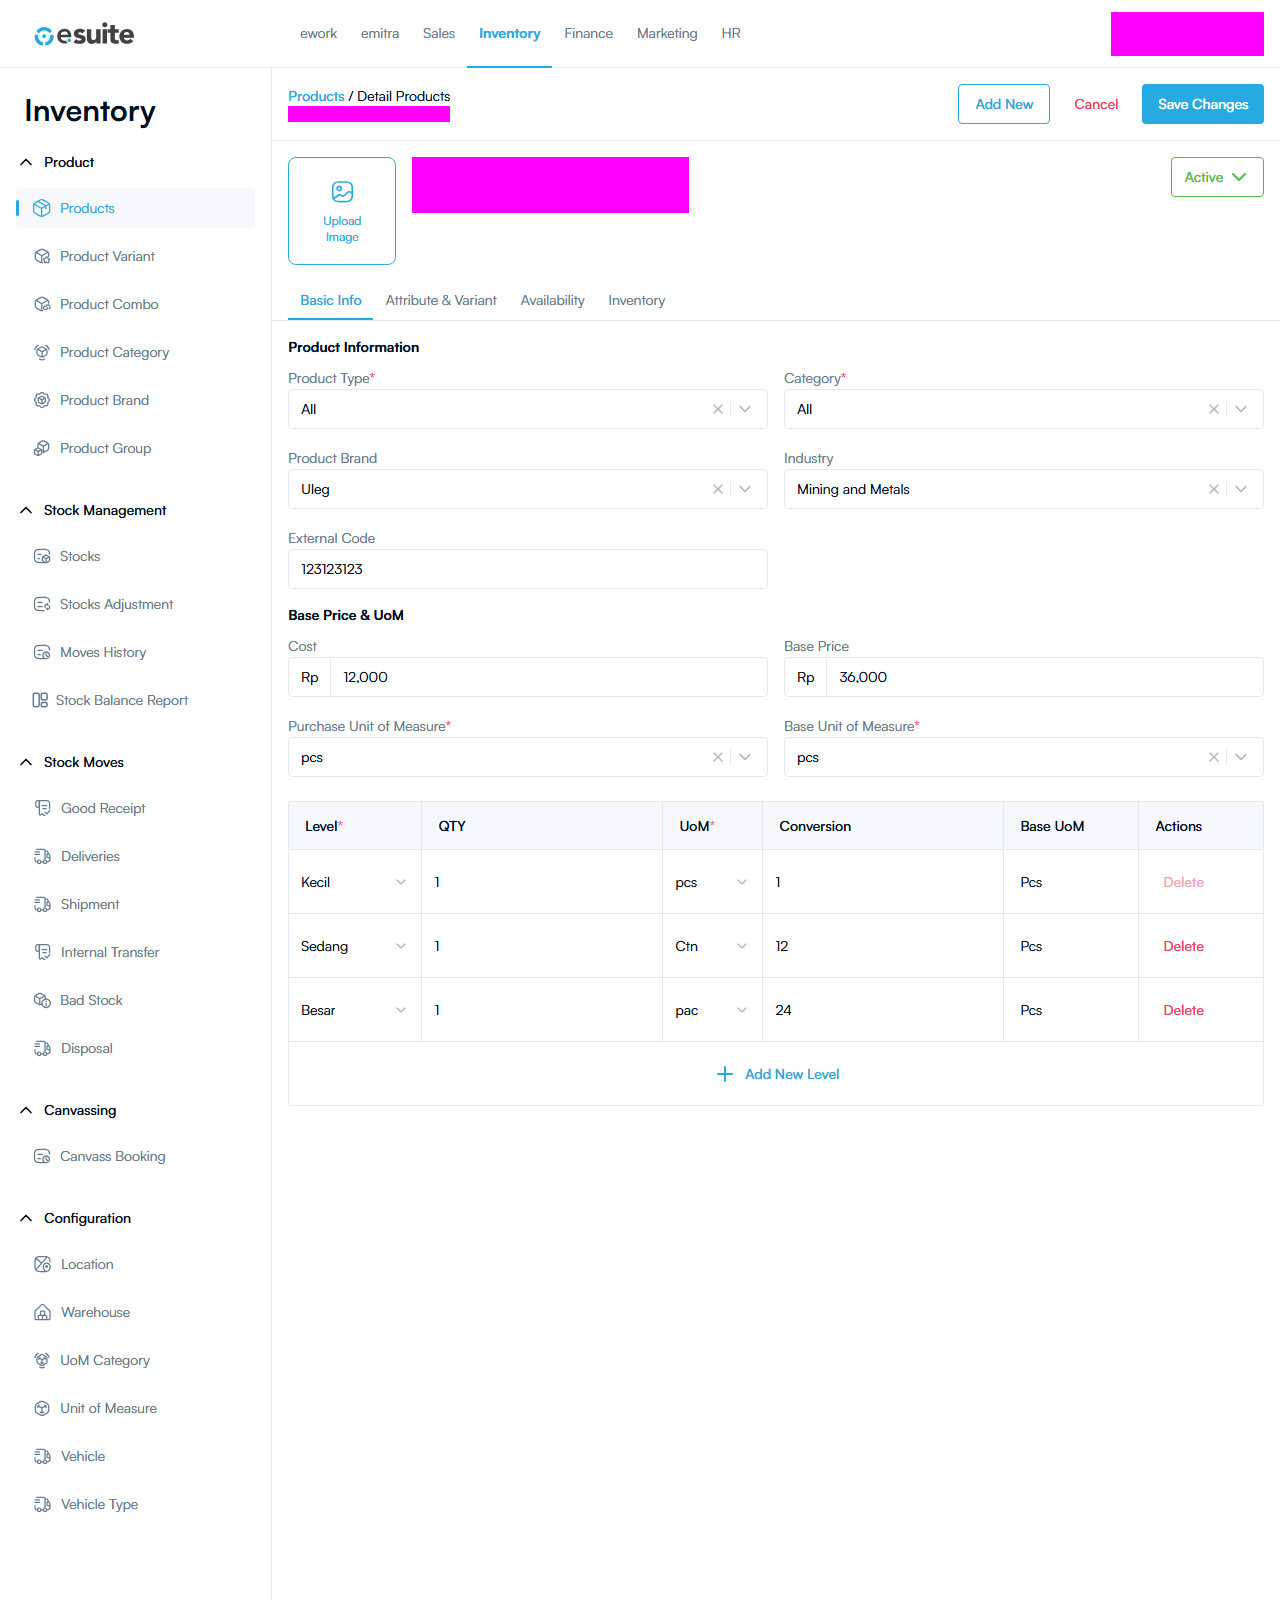 esuite
ework
emitra
Sales
Inventory
Finance
Marketing
HR
Inventory
Product
Products
Product Variant
Product Combo
Product Category
Product Brand
Product Group
Stock Management
Stocks
Stocks Adjustment
Moves History
Stock Balance Report
Stock Moves
Good Receipt
Deliveries
Shipment
Internal Transfer
Bad Stock
Disposal
Canvassing
Canvass Booking
Configuration
Location
Warehouse
UoM Category
Unit of Measure
Vehicle
Vehicle Type
Products / Detail Products
Add New
Cancel
Save Changes
Upload
Image
Active
Basic Info
Attribute & Variant
Availability
Inventory
Product Information
Product Type*
All
Category*
All
Product Brand
Uleg
Industry
Mining and Metals
External Code
123123123
Base Price & UoM
Cost
Rp 12,000
Base Price
Rp 36,000
Purchase Unit of Measure*
pcs
Base Unit of Measure*
pcs
Level* QTY UoM* Conversion Base UoM Actions
Kecil 1 pcs 1 Pcs Delete
Sedang 1 Ctn 12 Pcs Delete
Besar 1 pac 24 Pcs Delete
Add New Level